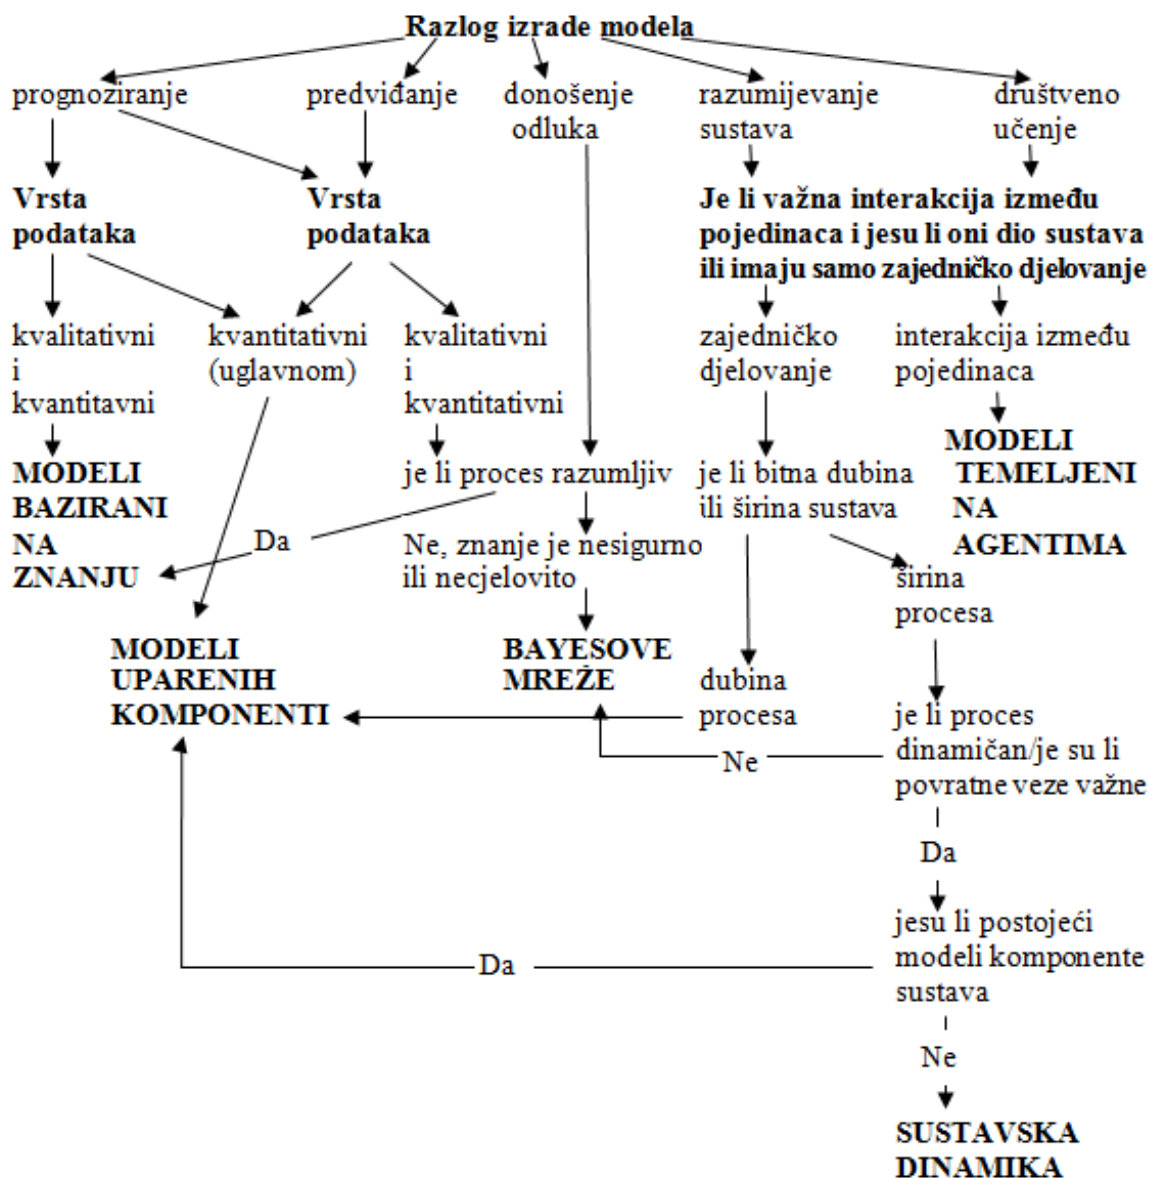 Razlog izrade modela
prognoziranje
predviđanje
donošenje
odluka
razumijevanje
sustava
društveno
učenje
Vrsta
podataka
Vrsta
podataka
Je li važna interakcija između
pojedinaca i jesu li oni dio sustava
ili imaju samo zajedničko djelovanje
kvalitativni
i
kvantitavni
kvantitativni
(uglavnom)
kvalitativni
i
kvantitativni
zajedničko
djelovanje
interakcija između
pojedinaca
MODELI
BAZIRANI
NA
ZNANJU
je li proces razumljiv
je li bitna dubina
ili širina sustava
MODELI
TEMELJENI
NA
AGENTIMA
Da
Ne, znanje je nesigurno
ili necjelovito
širina
procesa
MODELI
UPARENIH
KOMPONENTI
BAYESOVE
MREŽE
dubina
procesa
je li proces
dinamičan/je su li
povratne veze važne
Ne
Da
jesu li postojeći
modeli komponente
sustava
Da
Ne
SUSTAVSKA
DINAMIKA